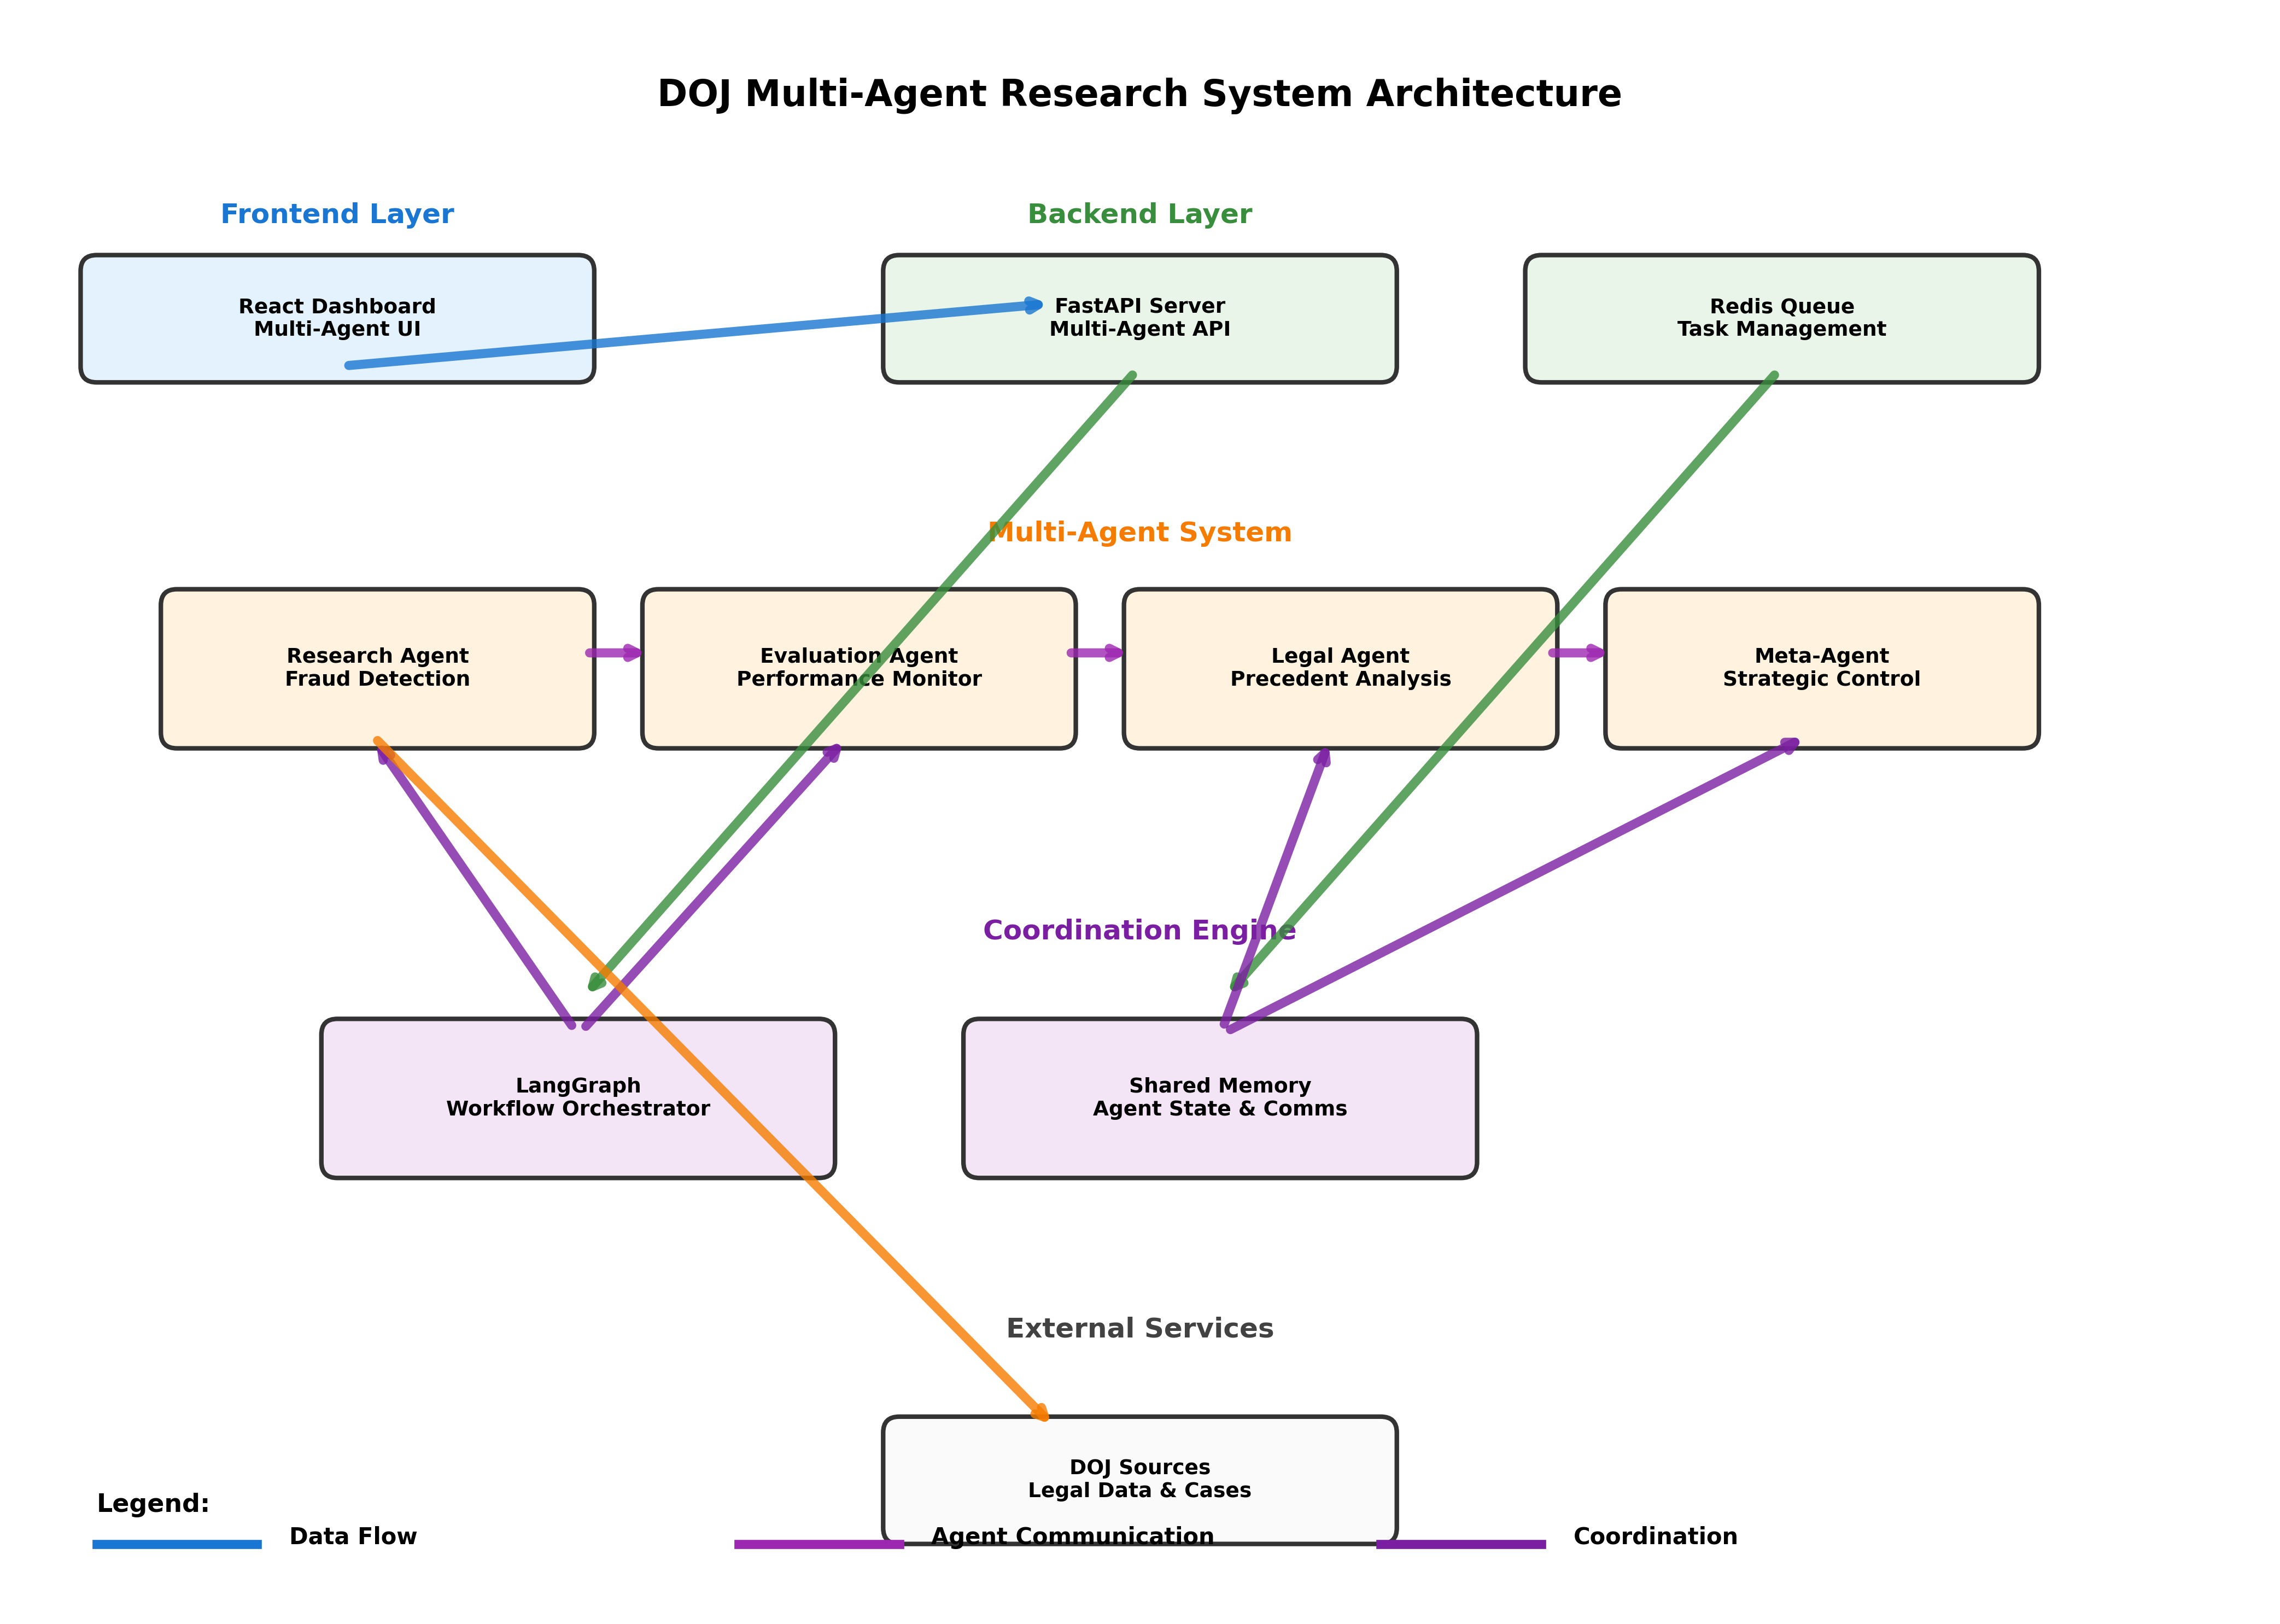 DOJ Multi-Agent Research System Architecture
Frontend Layer
Backend Layer
React Dashboard
Multi-Agent UI
FastAPI Server
Multi-Agent API
Redis Queue
Task Management
Multi-Agent System
Research Agent
Fraud Detection
Evaluation Agent
Performance Monitor
Legal Agent
Precedent Analysis
Meta-Agent
Strategic Control
Coordination Engine
LangGraph
Workflow Orchestrator
Shared Memory
Agent State & Comms
External Services
DOJ Sources
Legal Data & Cases
Legend:
Data Flow
Agent Communication
Coordination